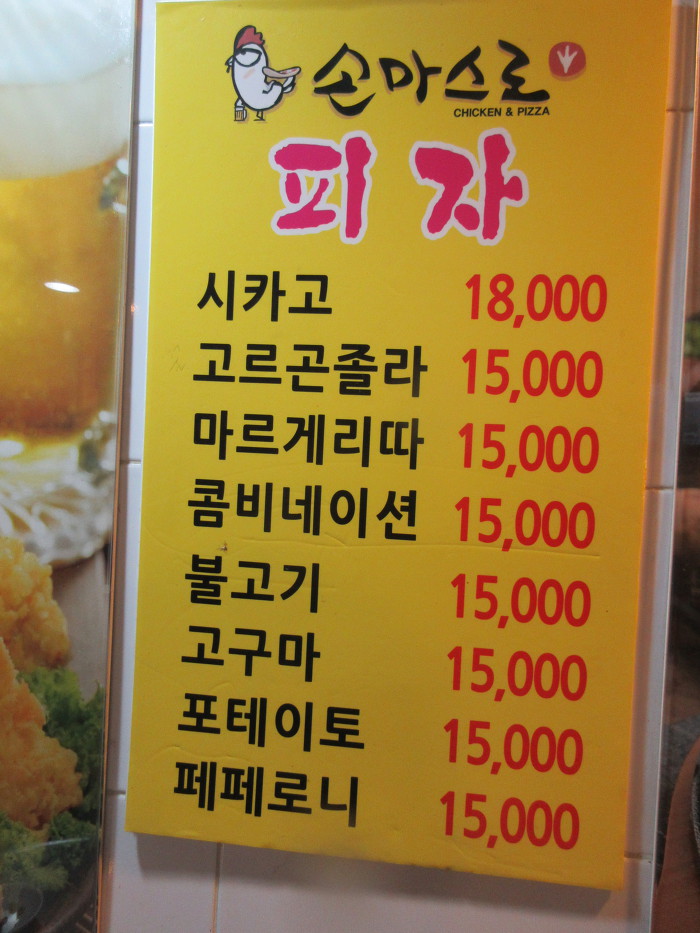 손마스로
CHICKEN & PIZZA
피자
시카고 18,000
고르곤졸라 15,000
마르게리따 15,000
콤비네이션 15,000
불고기 15,000
고구마 15,000
포테이토 15,000
페페로니 15,000